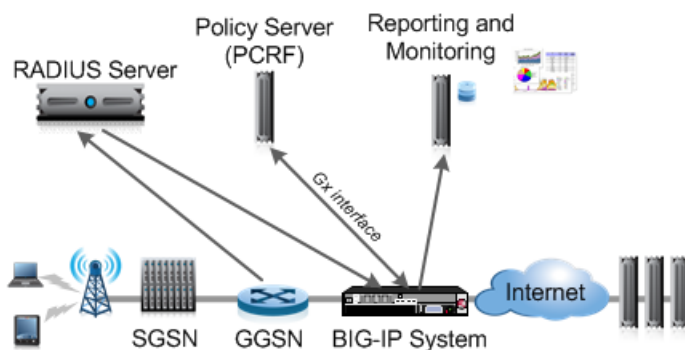 Policy Server
(PCRF)
Reporting and
Monitoring
RADIUS Server
Gx interface
Internet
SGSN
GGSN
BIG-IP System